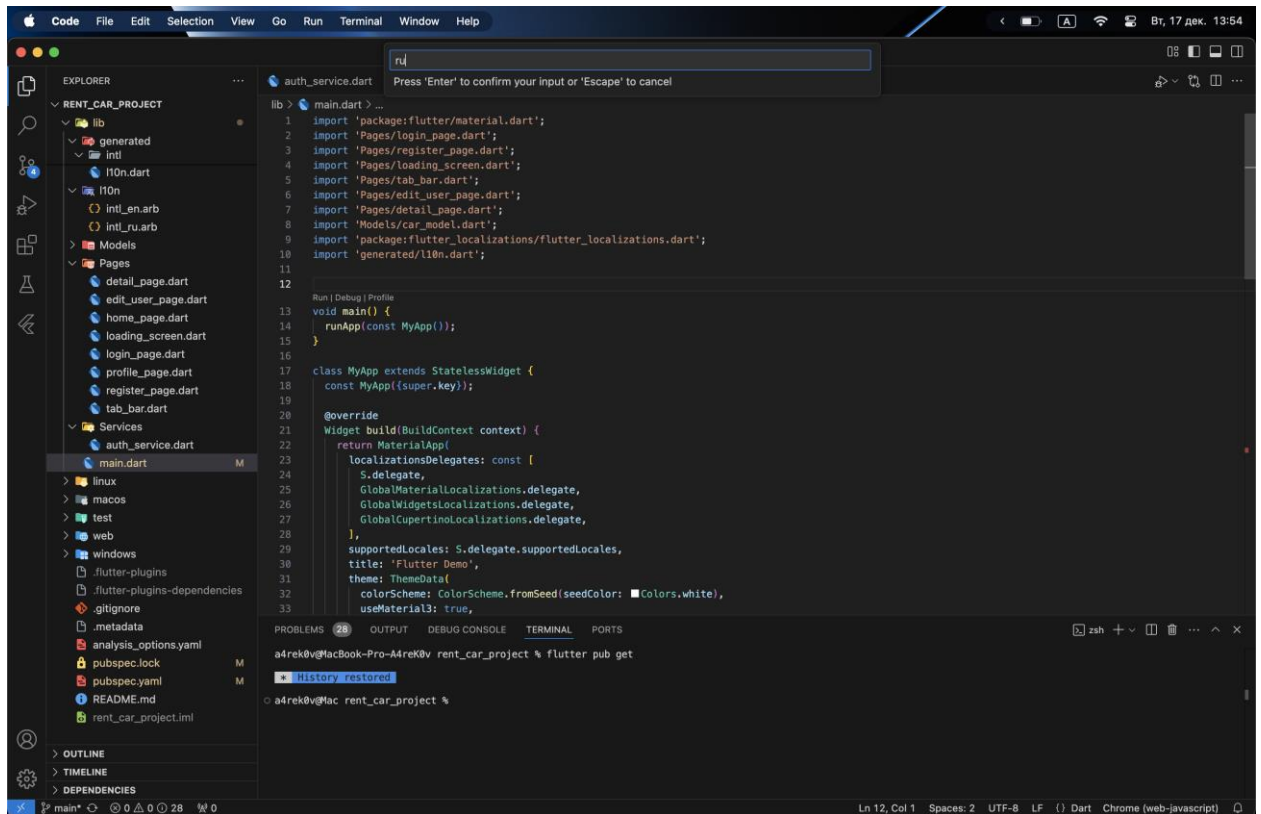 Code File Edit Selection View Go Run Terminal Window Help
A Вт, 17 дек. 13:54
ru
Press 'Enter' to confirm your input or 'Escape' to cancel
EXPLORER
RENT_CAR_PROJECT
lib
generated
intl
l10n.dart
l10n
intl_en.arb
intl_ru.arb
Models
Pages
detail_page.dart
edit_user_page.dart
home_page.dart
loading_screen.dart
login_page.dart
profile_page.dart
register_page.dart
tab_bar.dart
Services
auth_service.dart
main.dart M
linux
macos
test
web
windows
.flutter-plugins
.flutter-plugins-dependencies
.gitignore
.metadata
analysis_options.yaml
pubspec.lock M
pubspec.yaml M
README.md
rent_car_project.iml
OUTLINE
TIMELINE
DEPENDENCIES
4
auth_service.dart
lib > main.dart > ...
1 import 'package:flutter/material.dart';
2 import 'Pages/login_page.dart';
3 import 'Pages/register_page.dart';
4 import 'Pages/loading_screen.dart';
5 import 'Pages/tab_bar.dart';
6 import 'Pages/edit_user_page.dart';
7 import 'Pages/detail_page.dart';
8 import 'Models/car_model.dart';
9 import 'package:flutter_localizations/flutter_localizations.dart';
10 import 'generated/l10n.dart';
11
12
Run | Debug | Profile
13 void main() {
14 runApp(const MyApp());
15 }
16
17 class MyApp extends StatelessWidget {
18 const MyApp({super.key});
19
20 @override
21 Widget build(BuildContext context) {
22 return MaterialApp(
23 localizationsDelegates: const [
24 S.delegate,
25 GlobalMaterialLocalizations.delegate,
26 GlobalWidgetsLocalizations.delegate,
27 GlobalCupertinoLocalizations.delegate,
28 ],
29 supportedLocales: S.delegate.supportedLocales,
30 title: 'Flutter Demo',
31 theme: ThemeData(
32 colorScheme: ColorScheme.fromSeed(seedColor: Colors.white),
33 useMaterial3: true,
PROBLEMS 28 OUTPUT DEBUG CONSOLE TERMINAL PORTS
zsh
a4rek0v@MacBook-Pro-A4reK0v rent_car_project % flutter pub get
* History restored
a4rek0v@Mac rent_car_project %
main* 0 0 28 0
Ln 12, Col 1 Spaces: 2 UTF-8 LF {} Dart Chrome (web-javascript)